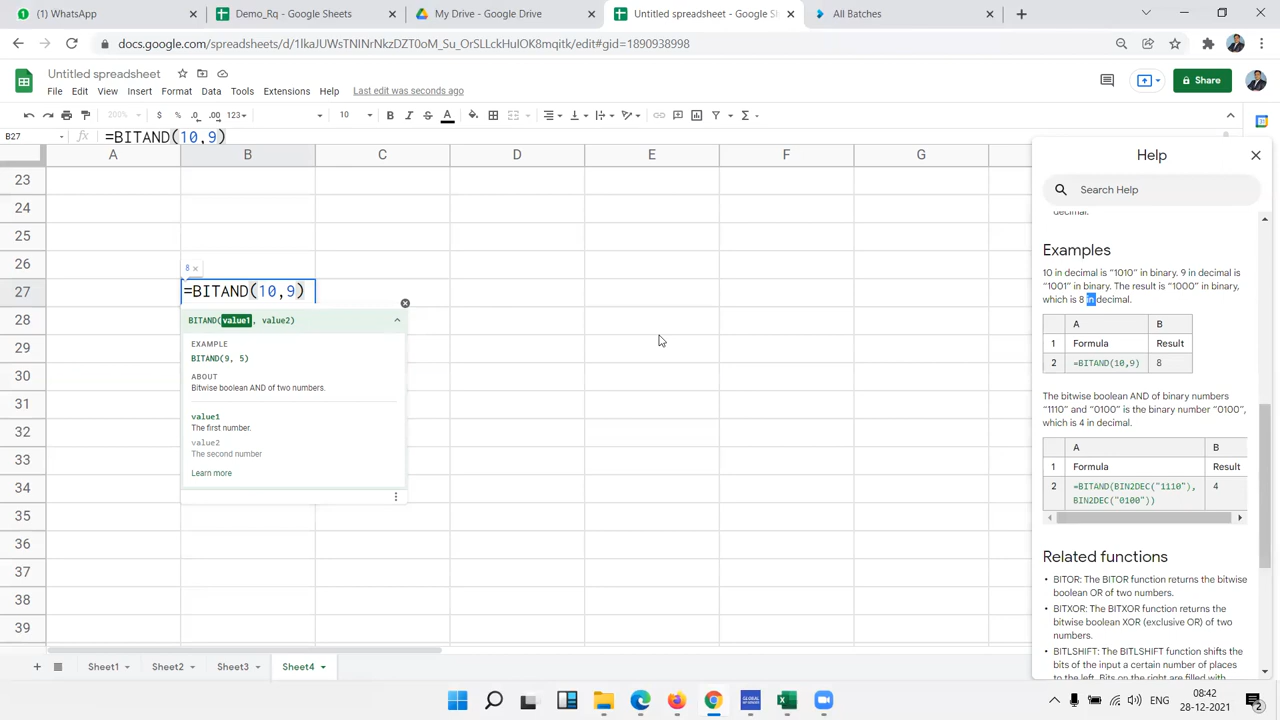 (1) WhatsApp
Demo_Rq - Google Sheets
My Drive - Google Drive
Untitled spreadsheet - Google S
All Batches
docs.google.com/spreadsheets/d/1IkaJUWsTNINrNkzDZT0oM_Su_OrSLLckHulOK8mqitk/edit#gid=1890938998
Untitled spreadsheet
File Edit View Insert Format Data Tools Extensions Help Last edit was seconds ago
Share
200% $ % .0 .00 123 10 B I S A
B27 fx =BITAND(10,9)
A B C D E F G
23
24
25
26
8 ×
27 =BITAND(10,9)
28
29
30
31
32
33
34
35
36
37
38
39
BITAND(value1, value2)
EXAMPLE
BITAND(9, 5)
ABOUT
Bitwise boolean AND of two numbers.
value1
The first number.
value2
The second number
Learn more
Help
Search Help
decimal.
Examples
10 in decimal is “1010” in binary. 9 in decimal is
“1001” in binary. The result is “1000” in binary,
which is 8 in decimal.
A B
1 Formula Result
2 =BITAND(10,9) 8
The bitwise boolean AND of binary numbers
“1110” and “0100” is the binary number “0100”,
which is 4 in decimal.
A B
1 Formula Result
2 =BITAND(BIN2DEC("1110"), 4
BIN2DEC("0100"))
Related functions
• BITOR: The BITOR function returns the bitwise
boolean OR of two numbers.
• BITXOR: The BITXOR function returns the
bitwise boolean XOR (exclusive OR) of two
numbers.
• BITLSHIFT: The BITLSHIFT function shifts the
bits of the input a certain number of places
to the left. Bits on the right are filled with
Sheet1 Sheet2 Sheet3 Sheet4
ENG
08:42
28-12-2021
2